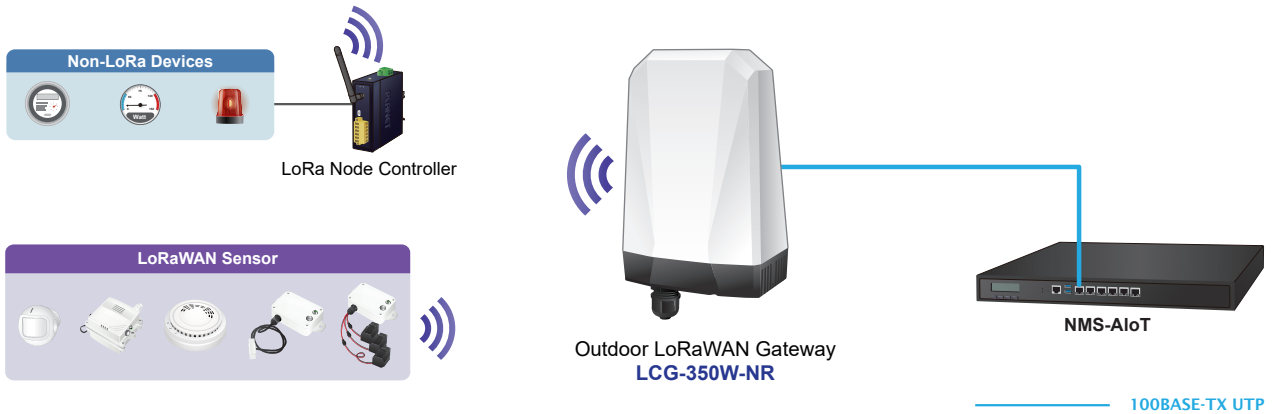 Non-LoRa Devices
Watt
PLANET
LoRa Node Controller
LoRaWAN Sensor
Outdoor LoRaWAN Gateway
LCG-350W-NR
NMS-AIoT
100BASE-TX UTP